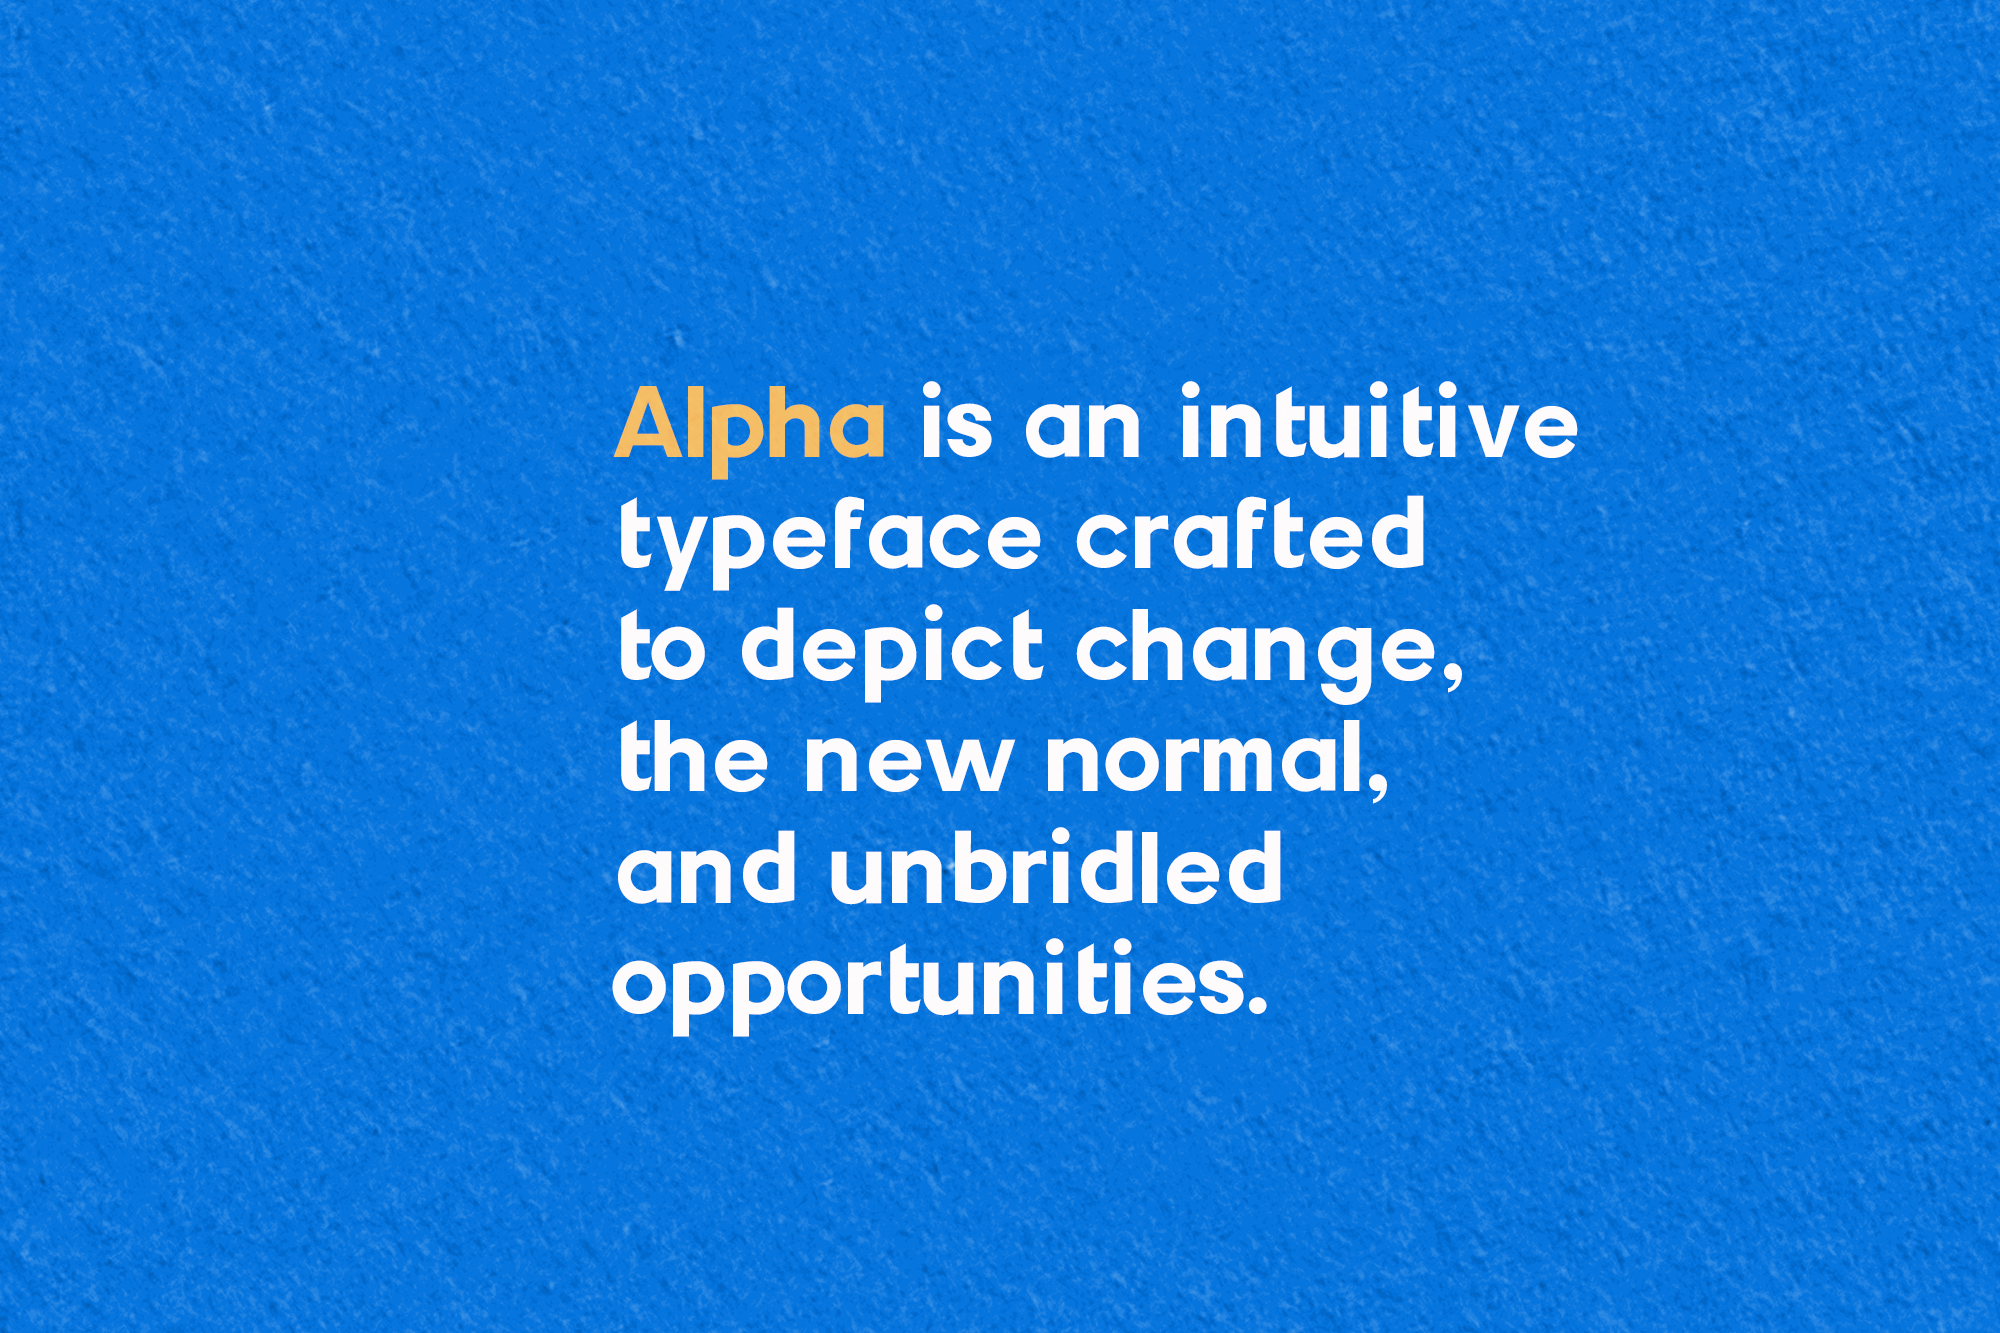 Alpha is an intuitive
typeface crafted
to depict change,
the new normal,
and unbridled
opportunities.